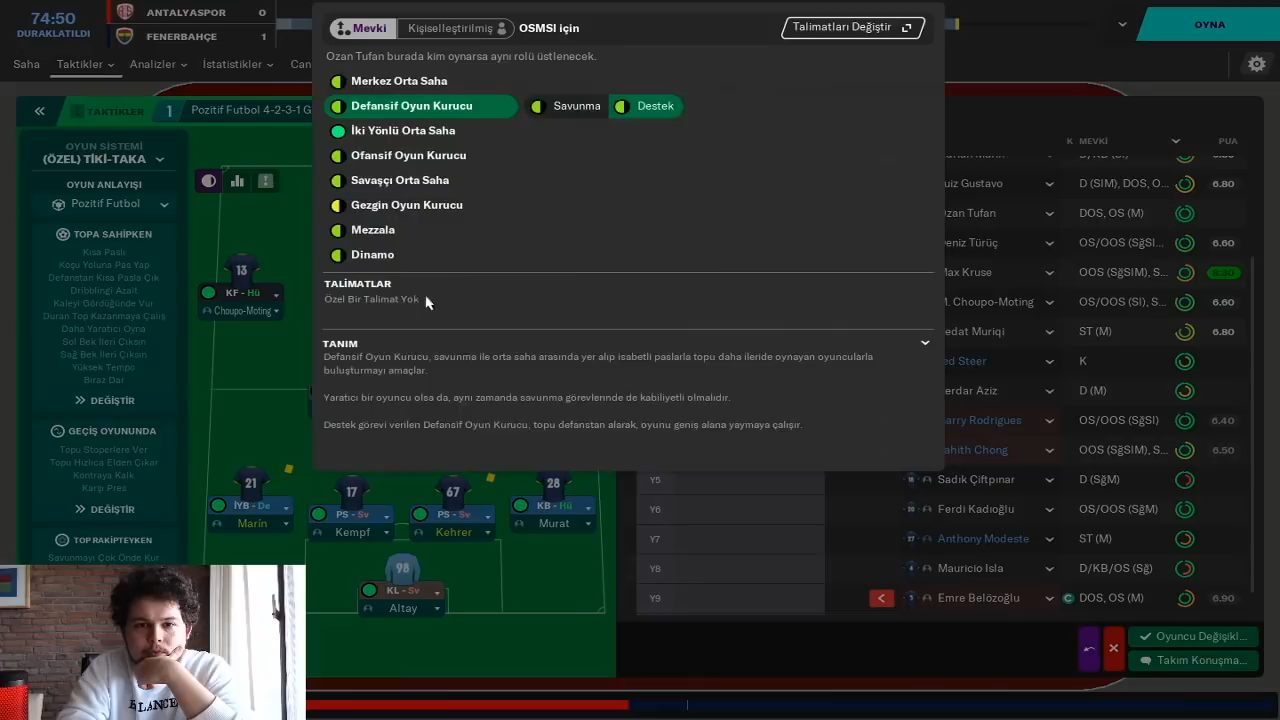 74:50
DURAKLATILDI
ANTALYASPOR 0
FENERBAHÇE 1
Saha
Taktikler
Analizler
İstatistikler
OYNA
Mevki
Kişiselleştirilmiş
OSMSI için
Talimatları Değiştir
Ozan Tufan burada kim oynarsa aynı rolü üstlenecek.
Merkez Orta Saha
Defansif Oyun Kurucu
Savunma
Destek
İki Yönlü Orta Saha
Ofansif Oyun Kurucu
Savaşçı Orta Saha
Gezgin Oyun Kurucu
Mezzala
Dinamo
TALİMATLAR
Özel Bir Talimat Yok
TANIM
Defansif Oyun Kurucu, savunma ile orta saha arasında yer alıp isabetli paslarla topu daha ileride oynayan oyuncularla
buluşturmayı amaçlar.
Yaratıcı bir oyuncu olsa da, aynı zamanda savunma görevlerınnde de kabiliyetli olmalıdır.
Destek görevi verilen Defansif Oyun Kurucu, topu defanstan alarak, oyunu geniş alana yaymaya çalışır.
TAKTİKLER
1 Pozitif Futbol 4-2-3-1 G
OYUN SİSTEMİ
(ÖZEL) TİKİ-TAKA
OYUN ANLAYIŞI
Pozitif Futbol
TOPA SAHİPKEN
Kısa Paslı
Koşu Yoluna Pas Yap
Defanstan Kısa Pasla Çık
Dribblingi Azalt
Kaleyi Gördüğünde Vur
Duran Top Kazanmaya Çalış
Daha Yaratıcı Oyna
Sol Bek İleri Çıksın
Sağ Bek İleri Çıksın
Yüksek Tempo
Biraz Dar
DEĞİŞTİR
GEÇİŞ OYUNUNDA
Topu Stoperlere Ver
Topu Hızlıca Elden Çıkar
Kontraya Kalk
Karşı Pres
DEĞİŞTİR
TOP RAKİPTEYKEN
Savunmayı Çok Önde Kur
13
KF - Hü
Choupo-Moting
21
İYB - De
Marin
17
PS - Sv
Kempf
67
PS - Sv
Kehrer
28
KB - Hü
Murat
98
KL - Sv
Altay
K MEVKİ PUA
uiz Gustavo D (SlM), DOS, O... 6.80
Ozan Tufan DOS, OS (M)
eniz Türüç OS/OOS (SğSl) 6.60
Max Kruse OOS (SğSlM), S...
M. Choupo-Moting OOS (Sl), S... 6.60
edat Muriqi ST (M) 6.80
ed Steer K
erdar Aziz D (M)
arry Rodrigues OS/OOS (SğSl) 6.40
ahith Chong OOS (SğSlM), S... 6.50
Y5 Sadık Çiftpınar D (SğM)
Y6 Ferdi Kadıoğlu OS/OOS (SğM)
Y7 Anthony Modeste ST (M)
Y8 Mauricio Isla D/KB/OS (Sğ)
Y9 Emre Belözoğlu C DOS, OS (M) 6.90
Oyuncu Değişikl...
Takım Konuşma...